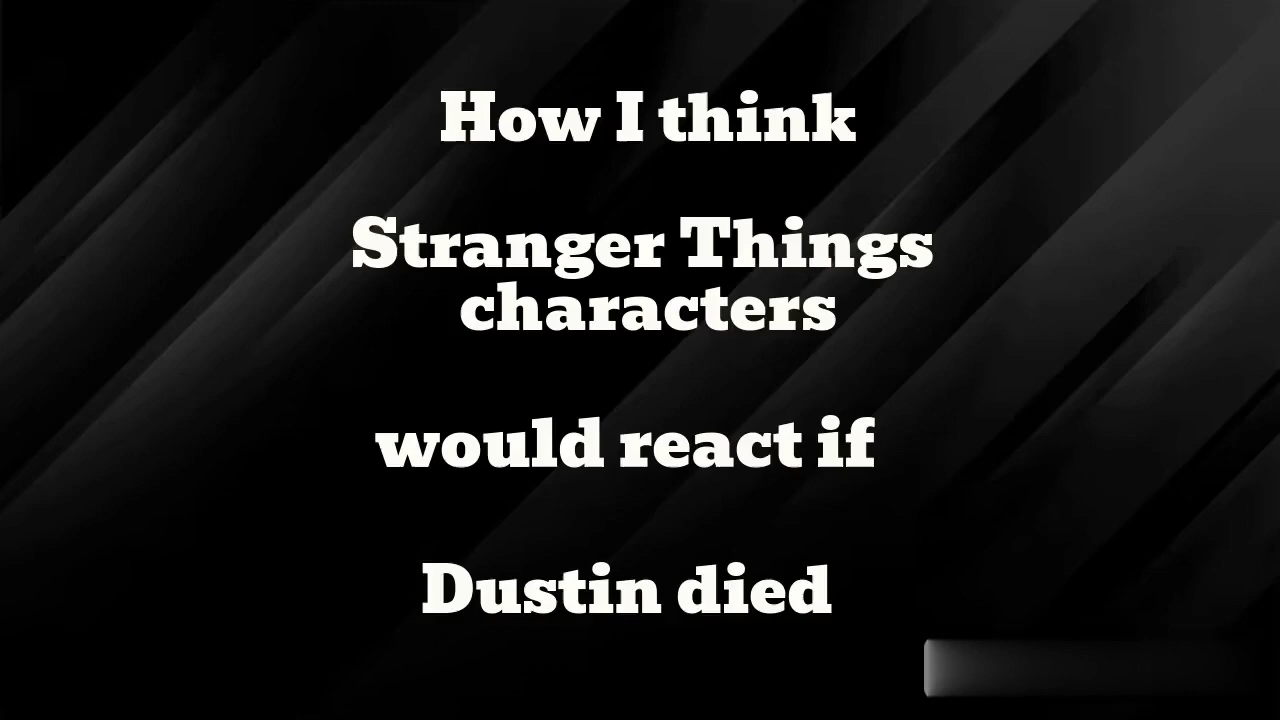 How I think
Stranger Things
characters
would react if
Dustin died